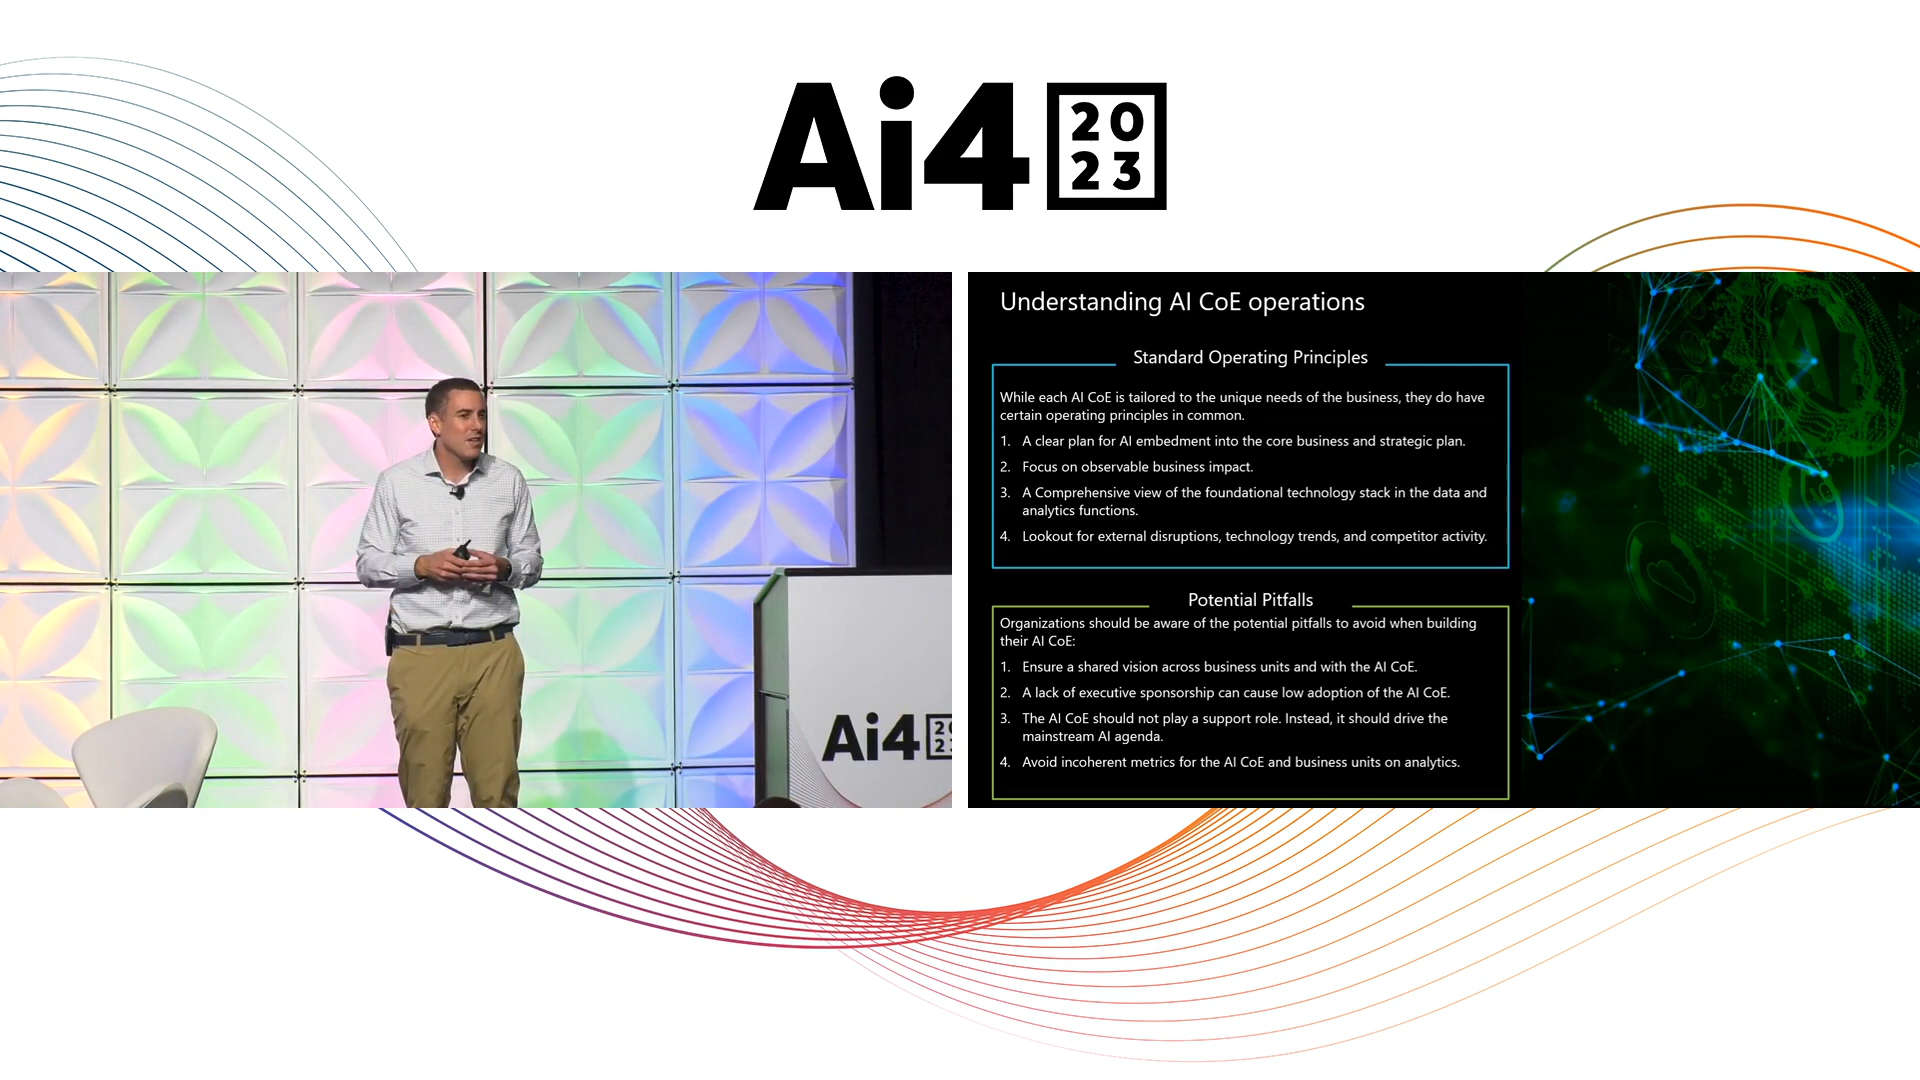 Ai4 20
23
Understanding AI CoE operations
Standard Operating Principles
While each AI CoE is tailored to the unique needs of the business, they do have
certain operating principles in common.
1. A clear plan for AI embedment into the core business and strategic plan.
2. Focus on observable business impact.
3. A Comprehensive view of the foundational technology stack in the data and
analytics functions.
4. Lookout for external disruptions, technology trends, and competitor activity.
Potential Pitfalls
Organizations should be aware of the potential pitfalls to avoid when building
their AI CoE:
1. Ensure a shared vision across business units and with the AI CoE.
2. A lack of executive sponsorship can cause low adoption of the AI CoE.
3. The AI CoE should not play a support role. Instead, it should drive the
mainstream AI agenda.
4. Avoid incoherent metrics for the AI CoE and business units on analytics.
Ai4